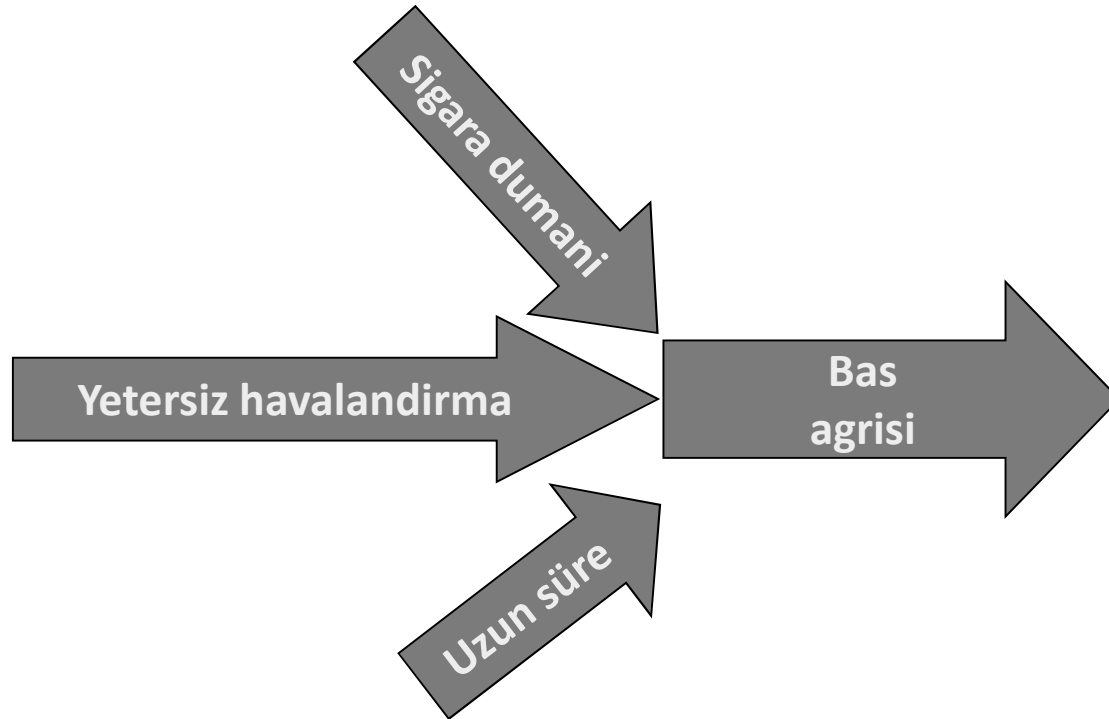 Sigara dumani
Yetersiz havalandirma
Bas
agrisi
Uzun süre